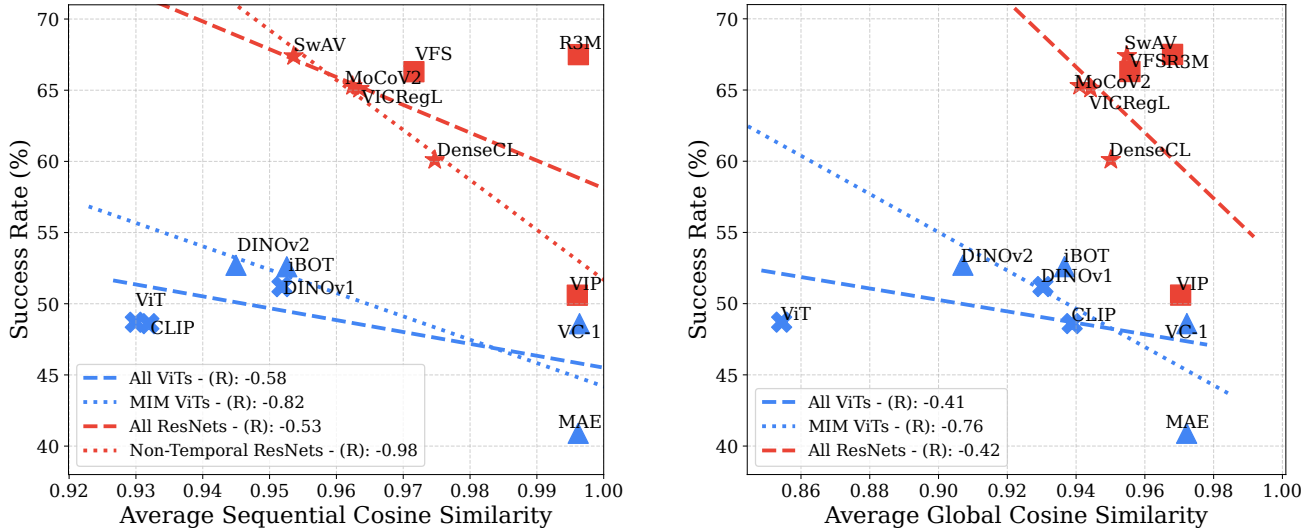 70
65
60
55
50
45
40
Success Rate (%)
SwAV
VFS
R3M
MoCoV2
VICRegL
DenseCL
DINOv2
iBOT
DINOv1
ViT
CLIP
VIP
VC-1
MAE
All ViTs - (R): -0.58
MIM ViTs - (R): -0.82
All ResNets - (R): -0.53
Non-Temporal ResNets - (R): -0.98
0.92 0.93 0.94 0.95 0.96 0.97 0.98 0.99 1.00
Average Sequential Cosine Similarity
70
65
60
55
50
45
40
Success Rate (%)
SwAV
VFS R3M
MoCoV2
VICRegL
DenseCL
DINOv2
iBOT
DINOv1
ViT
CLIP
VIP
VC-1
MAE
All ViTs - (R): -0.41
MIM ViTs - (R): -0.76
All ResNets - (R): -0.42
0.86 0.88 0.90 0.92 0.94 0.96 0.98 1.00
Average Global Cosine Similarity